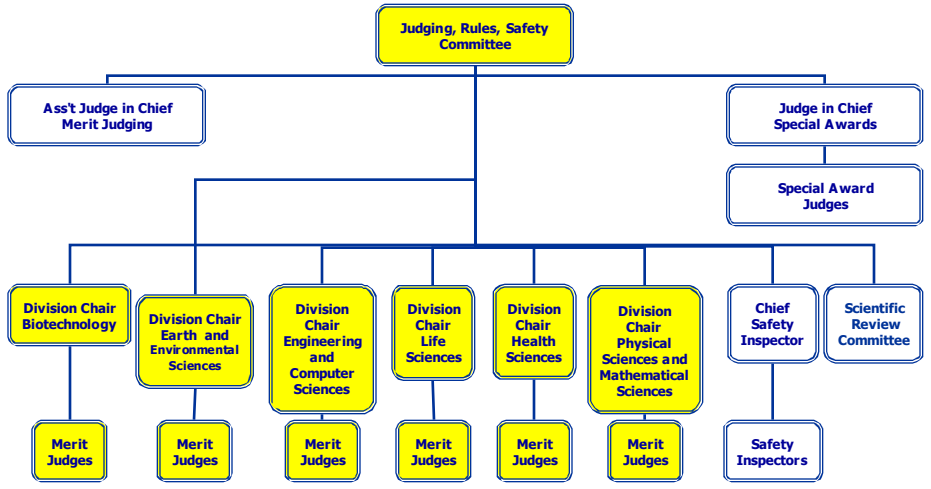 Judging, Rules, Safety
Committee
Ass't Judge in Chief
Merit Judging
Judge in Chief
Special Awards
Special Award
Judges
Division Chair
Biotechnology
Division Chair
Earth and
Environmental
Sciences
Division
Chair
Engineering
and
Computer
Sciences
Division
Chair
Life
Sciences
Division
Chair
Health
Sciences
Division
Chair
Physical
Sciences and
Mathematical
Sciences
Chief
Safety
Inspector
Scientific
Review
Committee
Merit
Judges
Merit
Judges
Merit
Judges
Merit
Judges
Merit
Judges
Merit
Judges
Safety
Inspectors